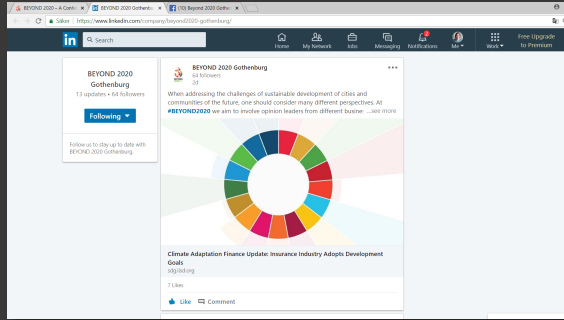 BEYOND 2020 – A Conf
BEYOND 2020 Gothenb
(10) Beyond 2020 Goth
Säker
https://www.linkedin.com/company/beyond2020-gothenburg/
in
Search
Home
My Network
Jobs
Messaging
Notifications
Me
Work
Free Upgrade
to Premium
BEYOND 2020
Gothenburg
13 updates • 64 followers
Following
Follow us to stay up to date with
BEYOND 2020 Gothenburg.
BEYOND 2020 Gothenburg
64 followers
2d
When addressing the challenges of sustainable development of cities and
communities of the future, one should consider many different perspectives. At
#BEYOND2020 we aim to involve opinion leaders from different busine: ...see more
Climate Adaptation Finance Update: Insurance Industry Adopts Development
Goals
sdg.iisd.org
7 Likes
Like
Comment